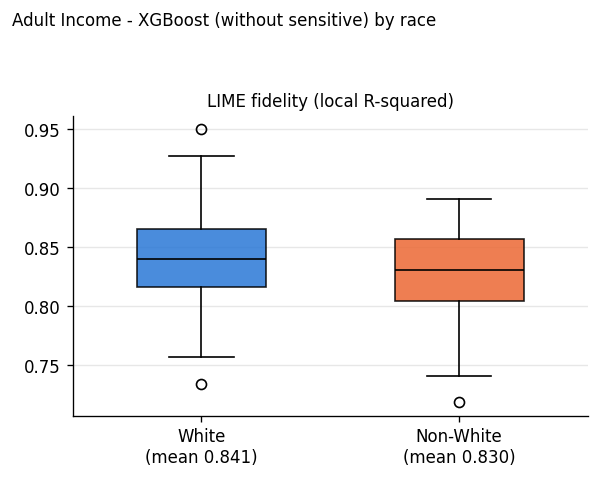 Adult Income - XGBoost (without sensitive) by race
LIME fidelity (local R-squared)
0.95
0.90
0.85
0.80
0.75
White
(mean 0.841)
Non-White
(mean 0.830)